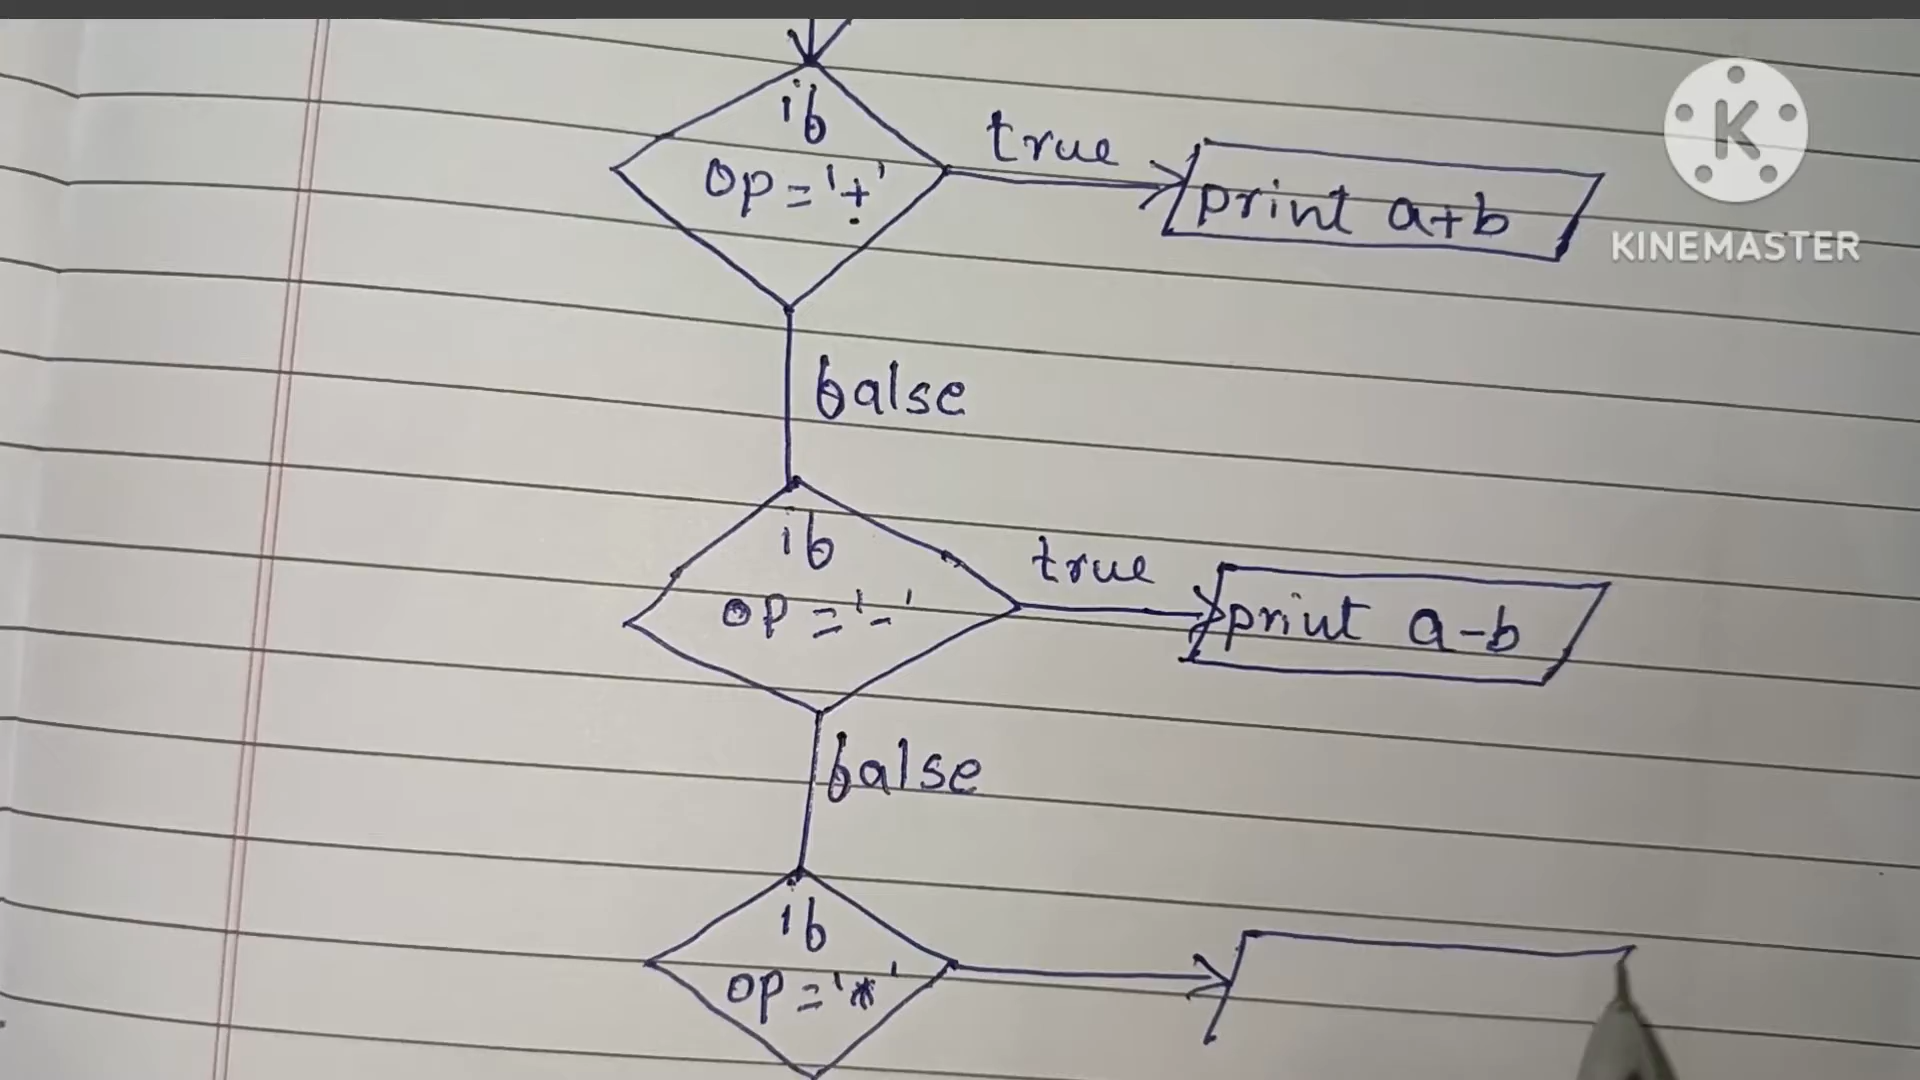 if
op = '+'
true
print a+b
K
KINEMASTER
false
if
op = '-'
true
print a-b
false
if
op = '*'